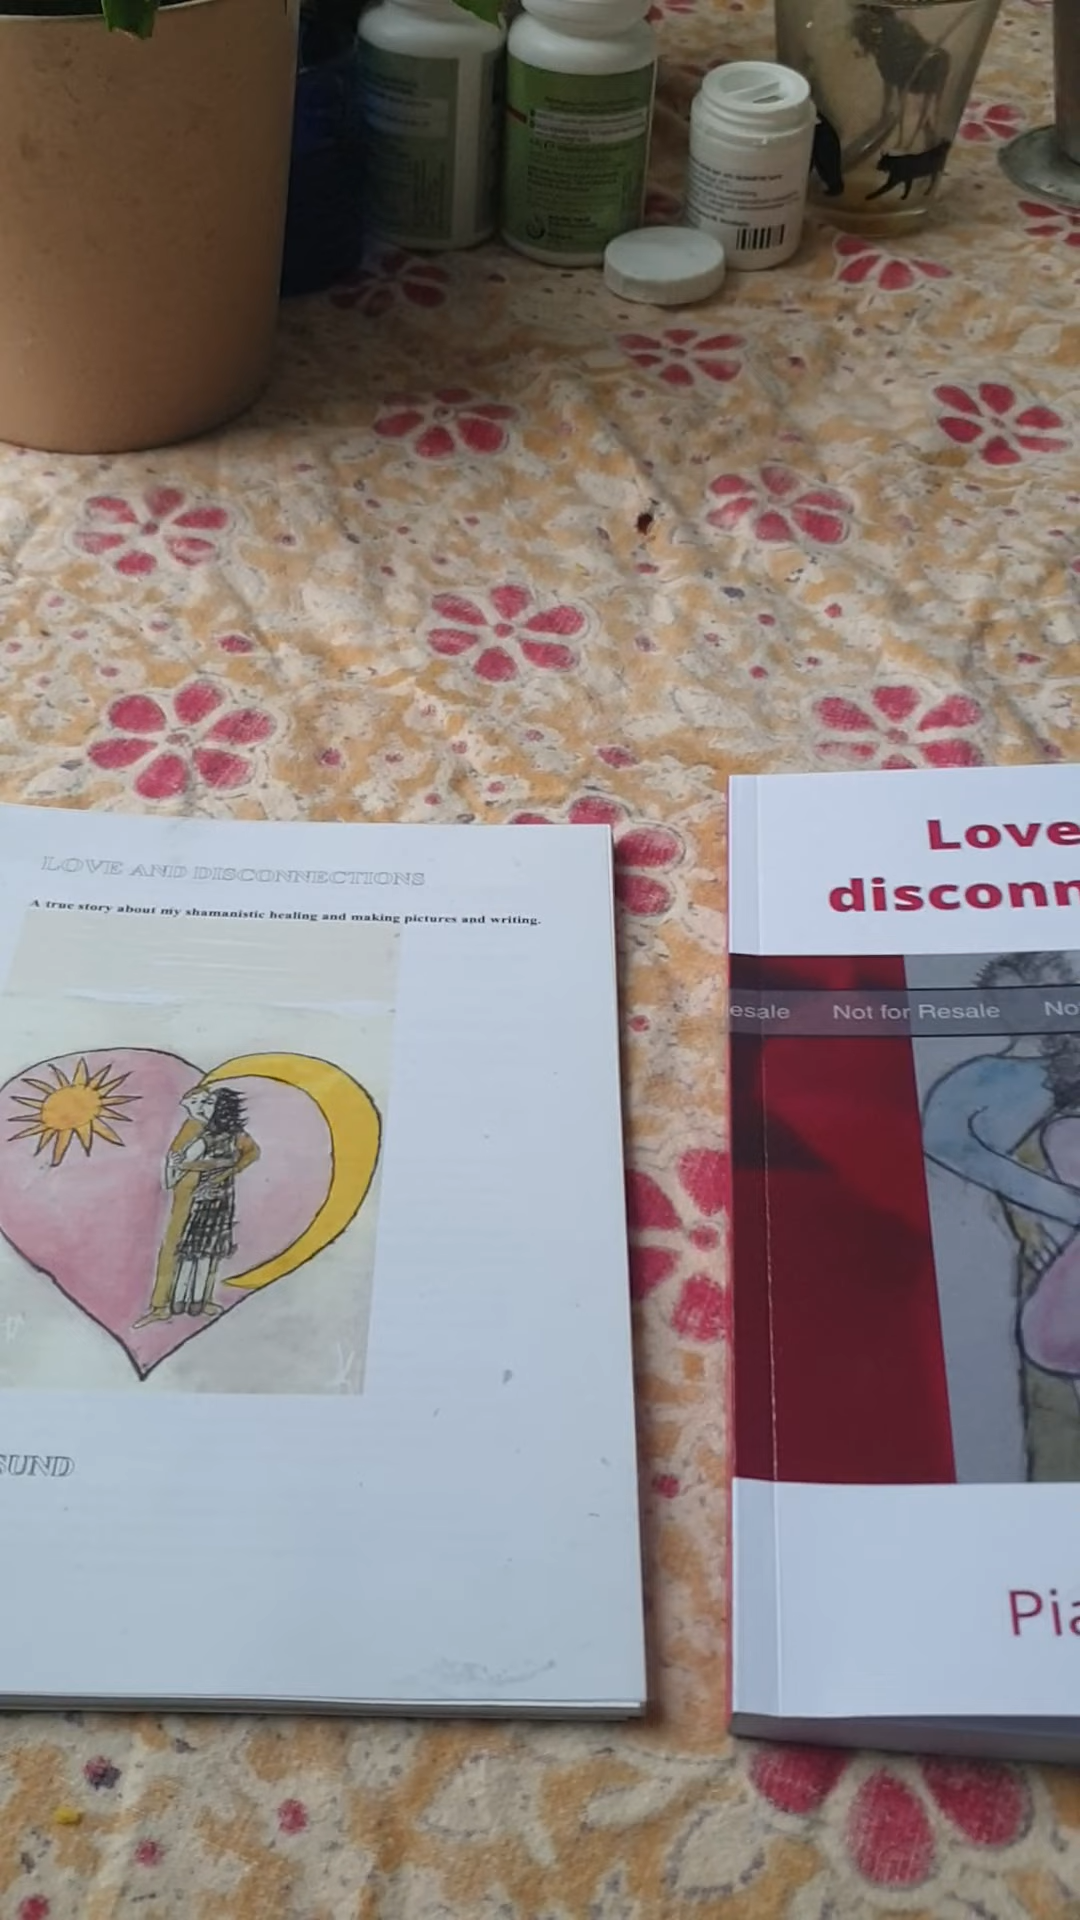 LOVE AND DISCONNECTIONS
A true story about my shamanistic healing and making pictures and writing.
SUND
Love
disconn
esale Not for Resale No
Pia